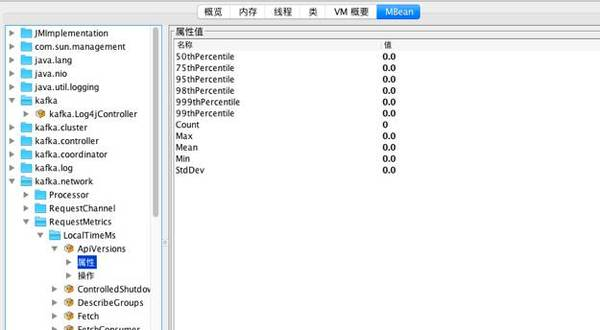 概览 内存 线程 类 VM 概要 MBean
JMImplementation
com.sun.management
java.lang
java.nio
java.util.logging
kafka
kafka.Log4jController
kafka.cluster
kafka.controller
kafka.coordinator
kafka.log
kafka.network
Processor
RequestChannel
RequestMetrics
LocalTimeMs
ApiVersions
属性
操作
ControlledShutdow
DescribeGroups
Fetch
FetchConsumer
属性值
名称 值
50thPercentile 0.0
75thPercentile 0.0
95thPercentile 0.0
98thPercentile 0.0
999thPercentile 0.0
99thPercentile 0.0
Count 0
Max 0.0
Mean 0.0
Min 0.0
StdDev 0.0